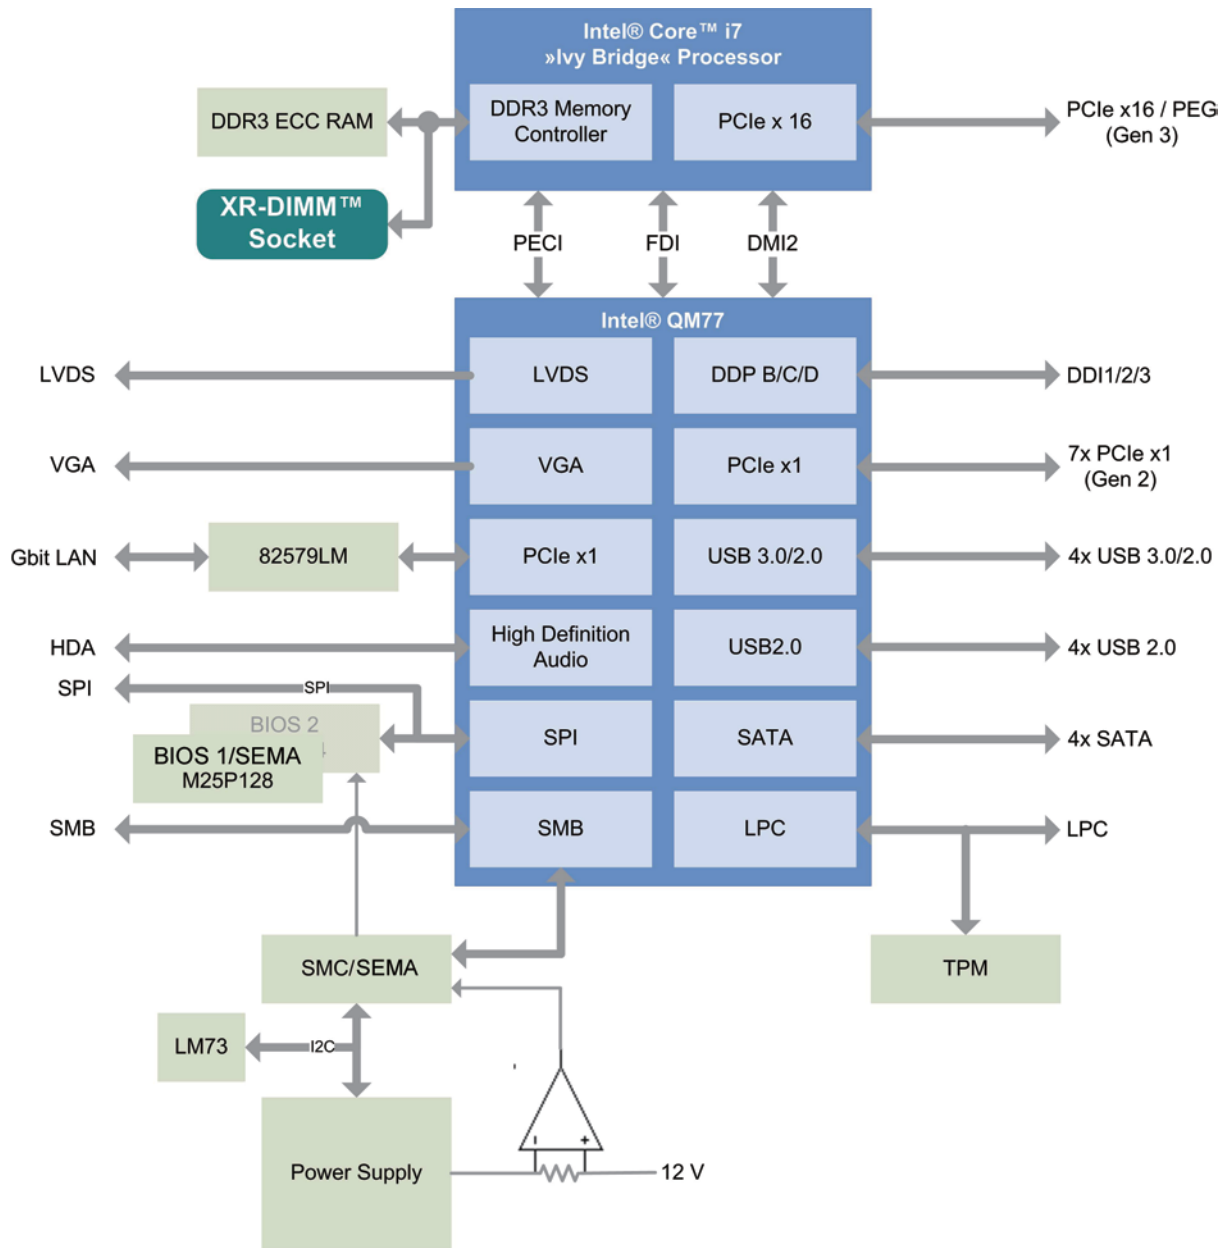 Intel® Core™ i7
»Ivy Bridge« Processor
DDR3 ECC RAM
DDR3 Memory
Controller
PCIe x 16
PCIe x16 / PEG
(Gen 3)
XR-DIMM™
Socket
PECI
FDI
DMI2
Intel® QM77
LVDS
LVDS
DDP B/C/D
DDI1/2/3
VGA
VGA
PCIe x1
7x PCIe x1
(Gen 2)
Gbit LAN
82579LM
PCIe x1
USB 3.0/2.0
4x USB 3.0/2.0
HDA
High Definition
Audio
USB2.0
4x USB 2.0
SPI
SPI
BIOS 2
BIOS 1/SEMA
M25P128
SPI
SATA
4x SATA
SMB
SMB
LPC
LPC
SMC/SEMA
TPM
LM73
I2C
- +
Power Supply
12 V